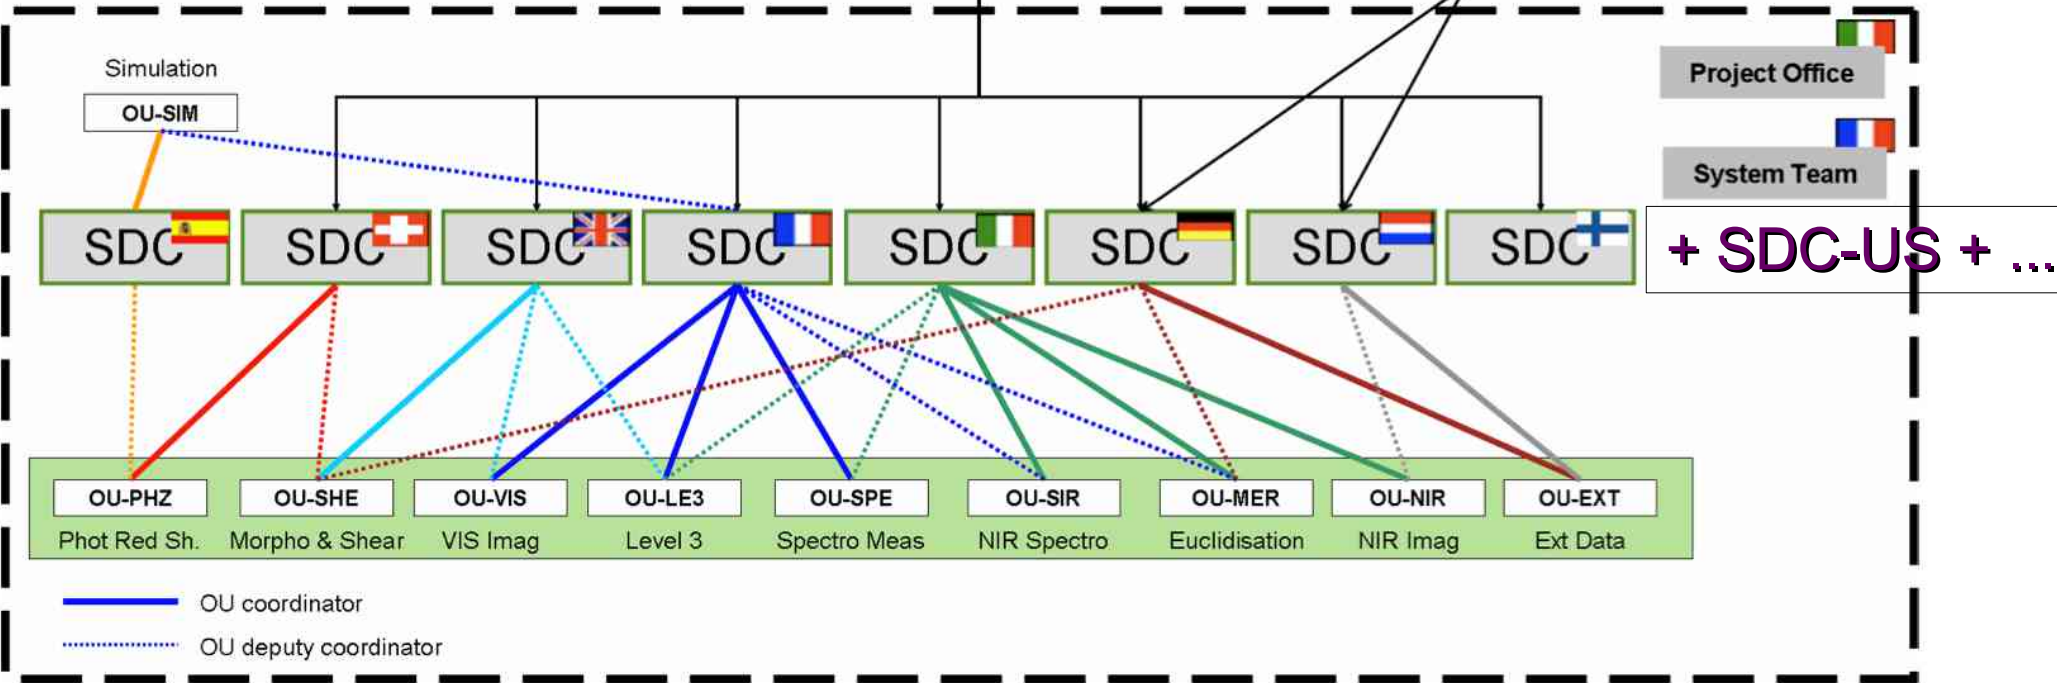 Simulation
OU-SIM
Project Office
System Team
SDC
SDC
SDC
SDC
SDC
SDC
SDC
SDC
+ SDC-US + ...
OU-PHZ
OU-SHE
OU-VIS
OU-LE3
OU-SPE
OU-SIR
OU-MER
OU-NIR
OU-EXT
Phot Red Sh.
Morpho & Shear
VIS Imag
Level 3
Spectro Meas
NIR Spectro
Euclidisation
NIR Imag
Ext Data
OU coordinator
OU deputy coordinator